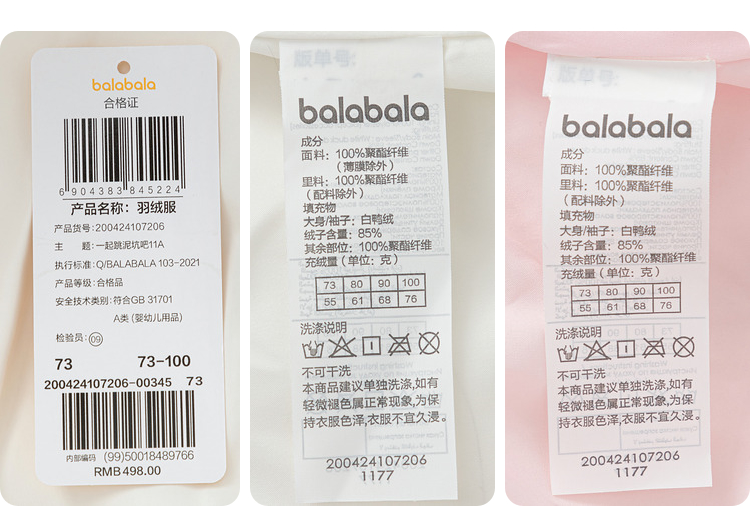 balabala
合格证
6904383845224
产品名称：羽绒服
产品货号：200424107206
主 题：一起跳泥坑吧11A
执行标准：Q/BALABALA 103-2021
产品等级：合格品
安全技术类别：符合GB 31701
A类（婴幼儿用品）
检验员：09
73 73-100
200424107206-00345 73
内部编码 (99)50018489766
RMB498.00
版单号：
balabala
成分
面料：100%聚酯纤维
（薄膜除外）
里料：100%聚酯纤维
（配料除外）
填充物
大身/袖子：白鸭绒
绒子含量：85%
其余部位：100%聚酯纤维
充绒量（单位：克）
73 80 90 100
55 61 68 76
洗涤说明
不可干洗
本商品建议单独洗涤,如有
轻微褪色属正常现象,为保
持衣服色泽,衣服不宜久浸。
200424107206
1177
版单号：
balabala
成分
面料：100%聚酯纤维
里料：100%聚酯纤维
（配料除外）
填充物
大身/袖子：白鸭绒
绒子含量：85%
其余部位：100%聚酯纤维
充绒量（单位：克）
73 80 90 100
55 61 68 76
洗涤说明
不可干洗
本商品建议单独洗涤,如有
轻微褪色属正常现象,为保
持衣服色泽,衣服不宜久浸。
200424107206
1177